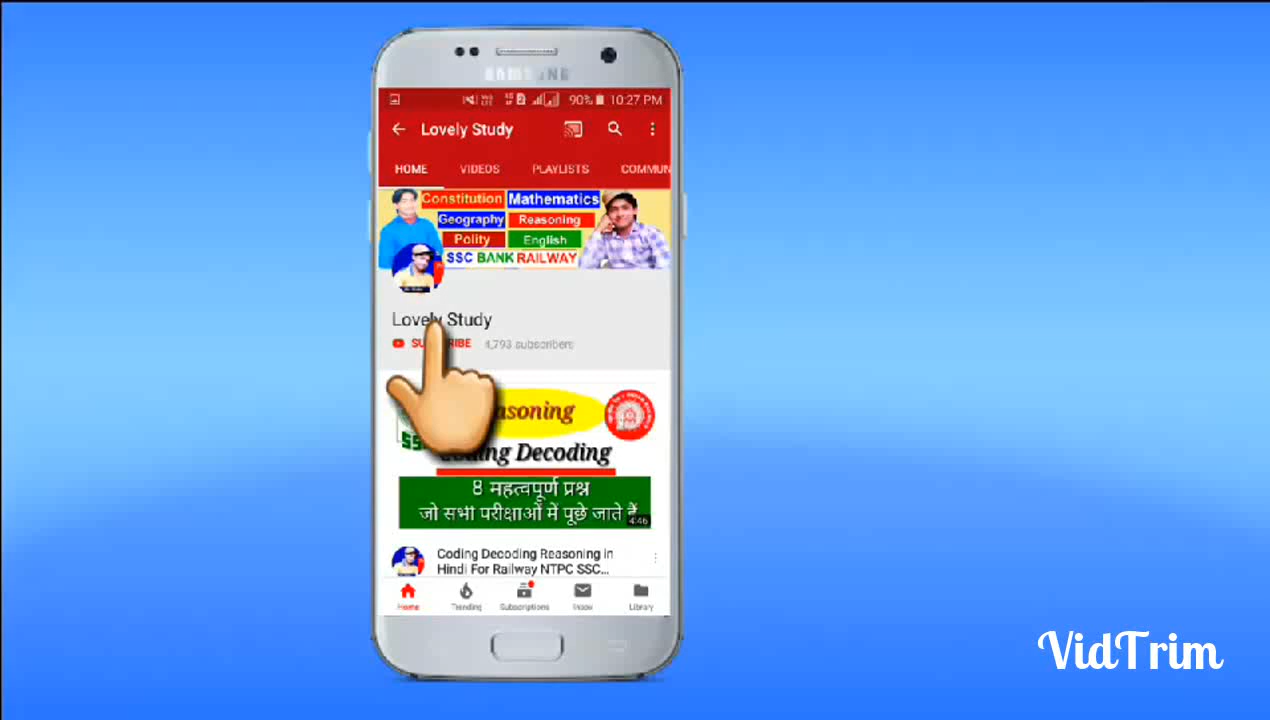 SAMSUNG
90% 10:27 PM
Lovely Study
HOME VIDEOS PLAYLISTS COMMUN
Constitution Mathematics
Geography Reasoning
Polity English
SSC BANK RAILWAY
Lovely Study
4,793 subscribers
Decoding
8 महत्वपूर्ण प्रश्न
जो सभी परीक्षाओं में पूछे जाते हैं
4:46
Coding Decoding Reasoning in
Hindi For Railway NTPC SSC...
Home Trending Subscriptions Inbox Library
VidTrim